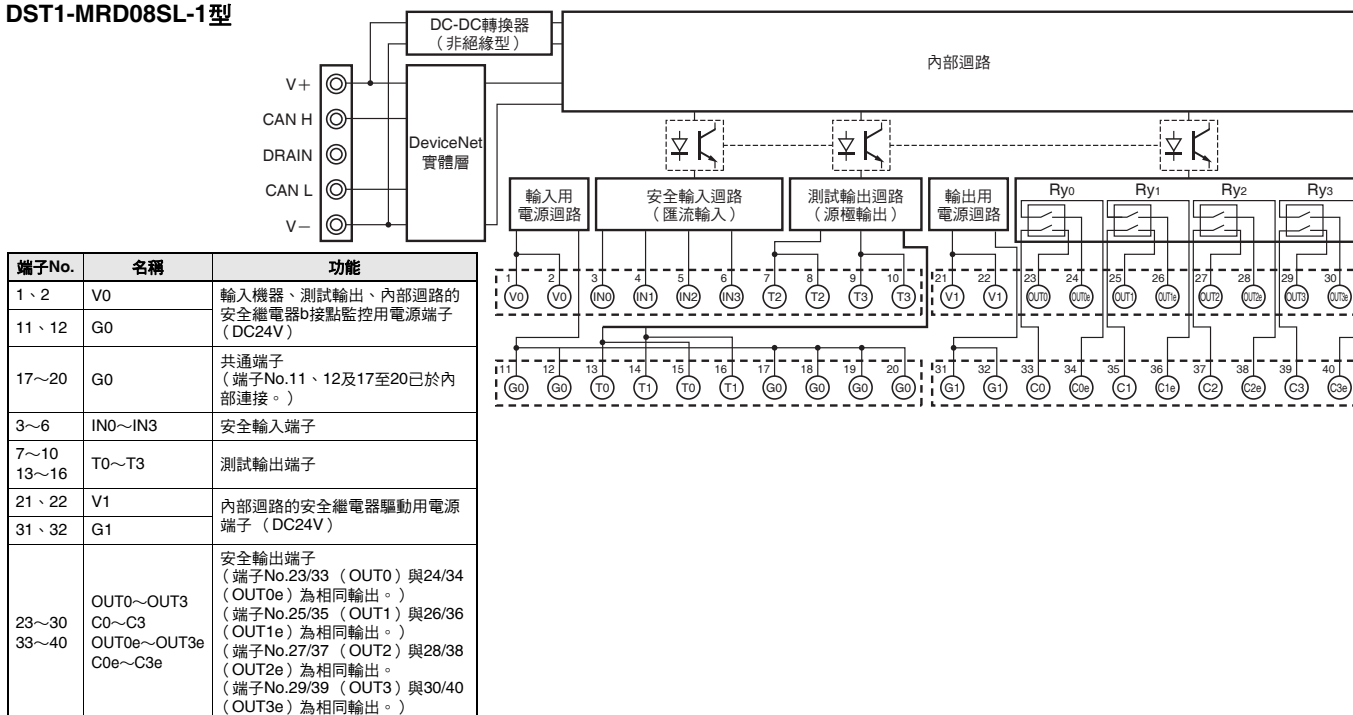 DST1-MRD08SL-1型
DC-DC轉換器
（非絕緣型）
內部迴路
V＋
CAN H
DRAIN
CAN L
V－
DeviceNet
實體層
輸入用
電源迴路
安全輸入迴路
（匯流輸入）
測試輸出迴路
（源極輸出）
輸出用
電源迴路
Ry0
Ry1
Ry2
Ry3
1 2 3 4 5 6 7 8 9 10
V0 V0 IN0 IN1 IN2 IN3 T2 T2 T3 T3
21 22 23 24 25 26 27 28 29 30
V1 V1 OUT0 OUT0e OUT1 OUT1e OUT2 OUT2e OUT3 OUT3e
11 12 13 14 15 16 17 18 19 20
G0 G0 T0 T1 T0 T1 G0 G0 G0 G0
31 32 33 34 35 36 37 38 39 40
G1 G1 C0 C0e C1 C1e C2 C2e C3 C3e
端子No. 名稱 功能
1、2 V0
11、12 G0
輸入機器、測試輸出、內部迴路的
安全繼電器b接點監控用電源端子
（DC24V）
17～20 G0
共通端子
（端子No.11、12及17至20已於內
部連接。）
3～6 IN0～IN3 安全輸入端子
7～10
13～16
T0～T3 測試輸出端子
21、22 V1
31、32 G1
內部迴路的安全繼電器驅動用電源
端子（DC24V）
23～30
33～40
OUT0～OUT3
C0～C3
OUT0e～OUT3e
C0e～C3e
安全輸出端子
（端子No.23/33（OUT0）與24/34
（OUT0e）為相同輸出。）
（端子No.25/35（OUT1）與26/36
（OUT1e）為相同輸出。）
（端子No.27/37（OUT2）與28/38
（OUT2e）為相同輸出。
（端子No.29/39（OUT3）與30/40
（OUT3e）為相同輸出。）